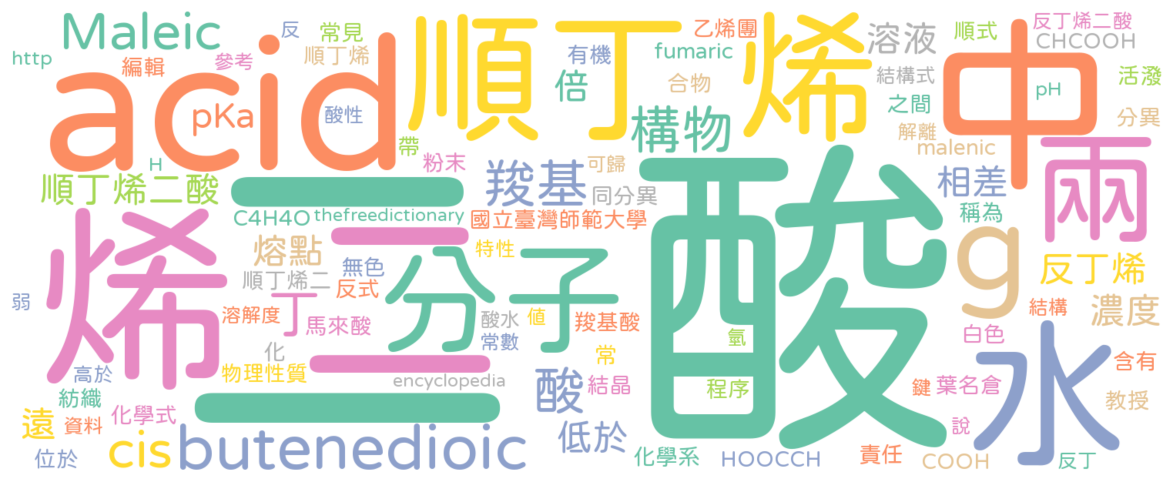 Maleic
反
常見
乙烯團
順式
反丁烯二酸
http
編輯
參考
順丁烯
有機
fumaric
溶液
CHCOOH
acid
順丁烯
中
結構式
活潑
倍
合物
之間
pH
pKa
酸性
構物
解離
分異
帶
H
粉末
羧基
可歸
malenic
兩
順丁烯二酸
同分異
相差
二
C4H4O
thefreedictionary
國立臺灣師範大學
稱為
酸
g
烯
二
熔點
無色
分子
特性
反丁烯
順丁烯二
反式
弱
丁
溶解度
馬來酸
酸水
值
羧基酸
濃度
結構
常數
氫
白色
水
化
物理性質
常
高於
encyclopedia
酸
結晶
程序
鍵
葉名倉
含有
紡織
二
教授
遠
資料
化學式
低於
說
位於
cis
butenedioic
化學系
HOOCCH
責任
COOH
反丁